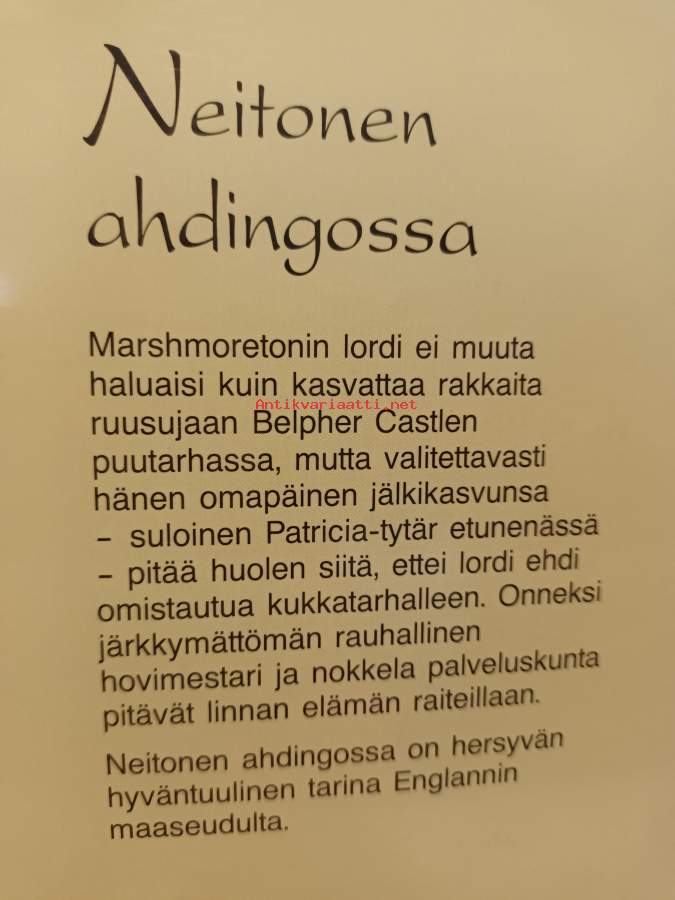 Neitonen
ahdingossa
Marshmoretonin lordi ei muuta
haluaisi kuin kasvattaa rakkaita
Antikvariaatti.net
ruusujaan Belpher Castlen
puutarhassa, mutta valitettavasti
hänen omapäinen jälkikasvunsa
– suloinen Patricia-tytär etunenässä
– pitää huolen siitä, ettei lordi ehdi
omistautua kukkatarhalleen. Onneksi
järkkymättömän rauhallinen
hovimestari ja nokkela palveluskunta
pitävät linnan elämän raiteillaan.
Neitonen ahdingossa on hersyvän
hyväntuulinen tarina Englannin
maaseudulta.